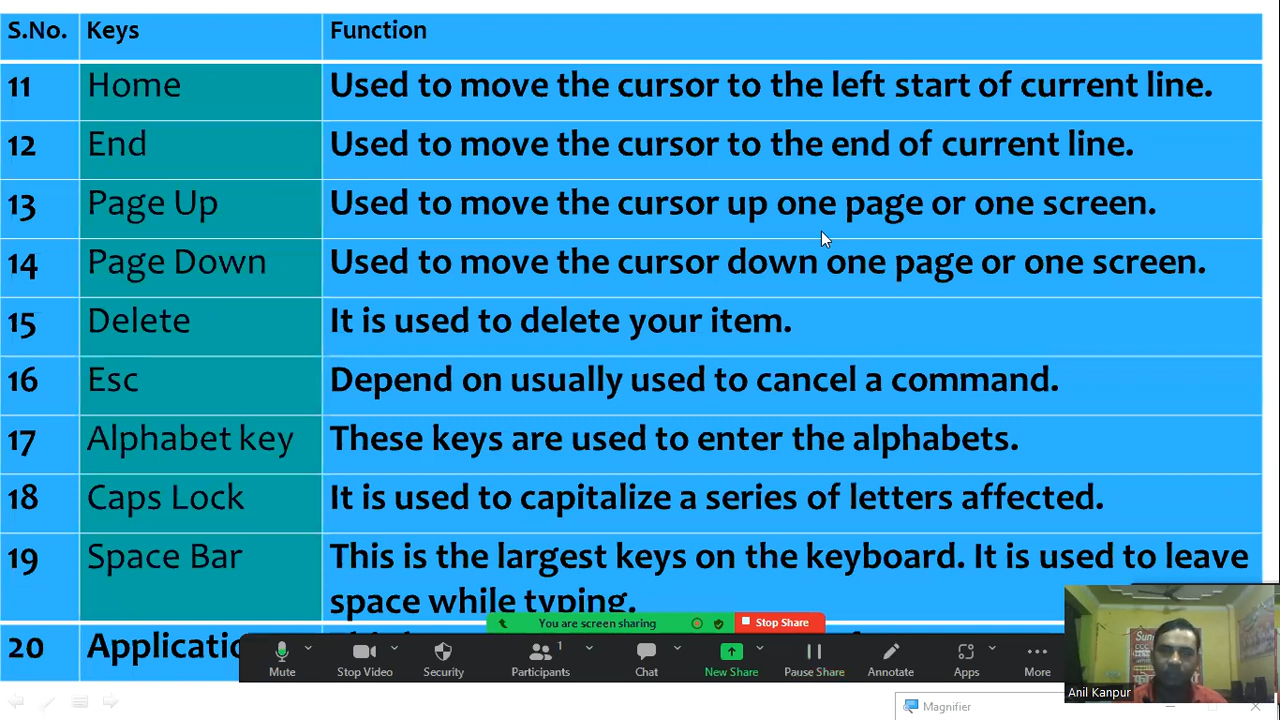 S.No. Keys Function
11 Home Used to move the cursor to the left start of current line.
12 End Used to move the cursor to the end of current line.
13 Page Up Used to move the cursor up one page or one screen.
14 Page Down Used to move the cursor down one page or one screen.
15 Delete It is used to delete your item.
16 Esc Depend on usually used to cancel a command.
17 Alphabet key These keys are used to enter the alphabets.
18 Caps Lock It is used to capitalize a series of letters affected.
19 Space Bar This is the largest keys on the keyboard. It is used to leave
space while typing.
You are screen sharing Stop Share
20
1
Mute Stop Video Security Participants Chat New Share Pause Share Annotate Apps More
Anil Kanpur
Magnifier